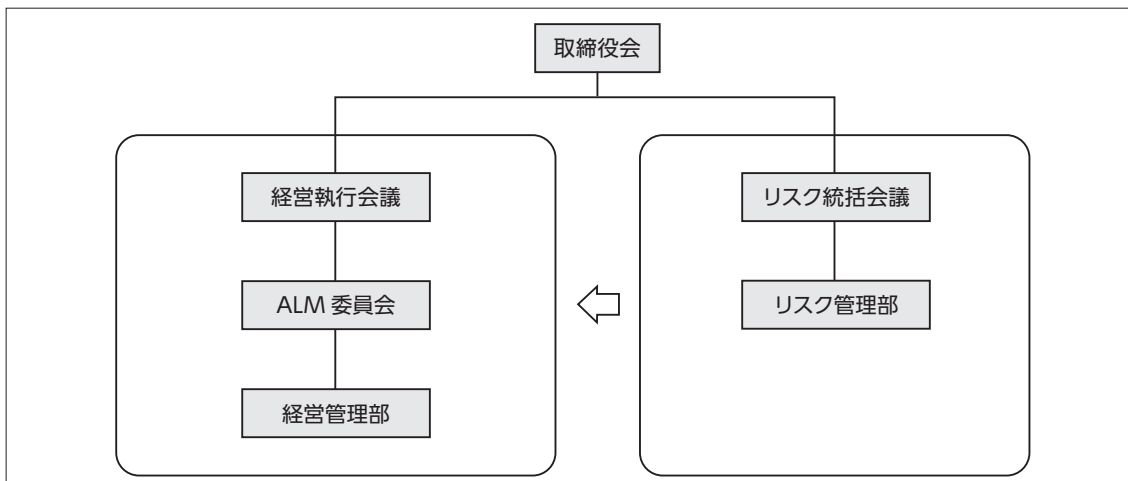 取締役会
経営執行会議
リスク統括会議
ALM 委員会
リスク管理部
経営管理部